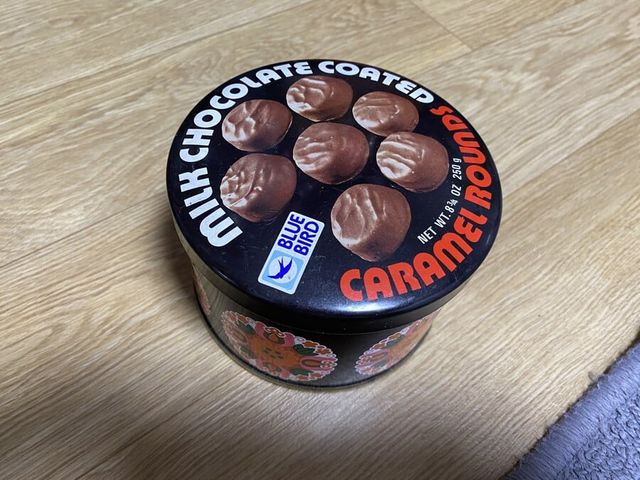 MILK CHOCOLATE COATED
CARAMEL ROUNDS
NET WT. 8¾ OZ 250 g
BLUE
BIRD